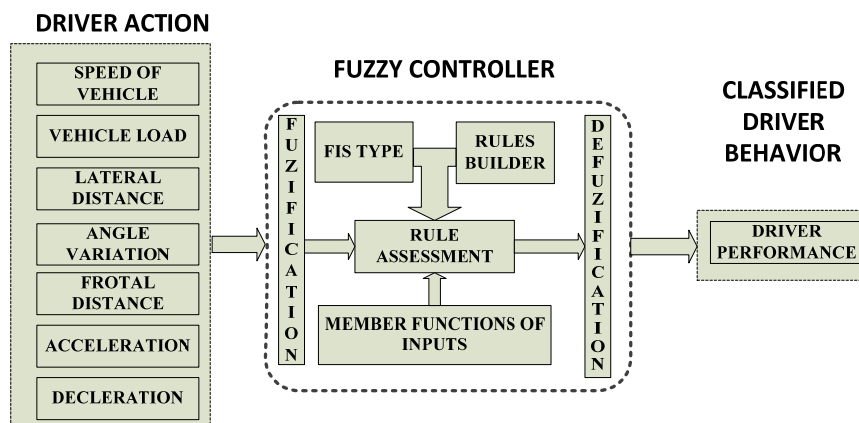 DRIVER ACTION
SPEED OF
VEHICLE
VEHICLE LOAD
LATERAL
DISTANCE
ANGLE
VARIATION
FROTAL
DISTANCE
ACCELERATION
DECLERATION
FUZZY CONTROLLER
FUZIFICATION
FIS TYPE
RULES
BUILDER
RULE
ASSESSMENT
MEMBER FUNCTIONS OF
INPUTS
DEFUZIFICATION
CLASSIFIED
DRIVER
BEHAVIOR
DRIVER
PERFORMANCE